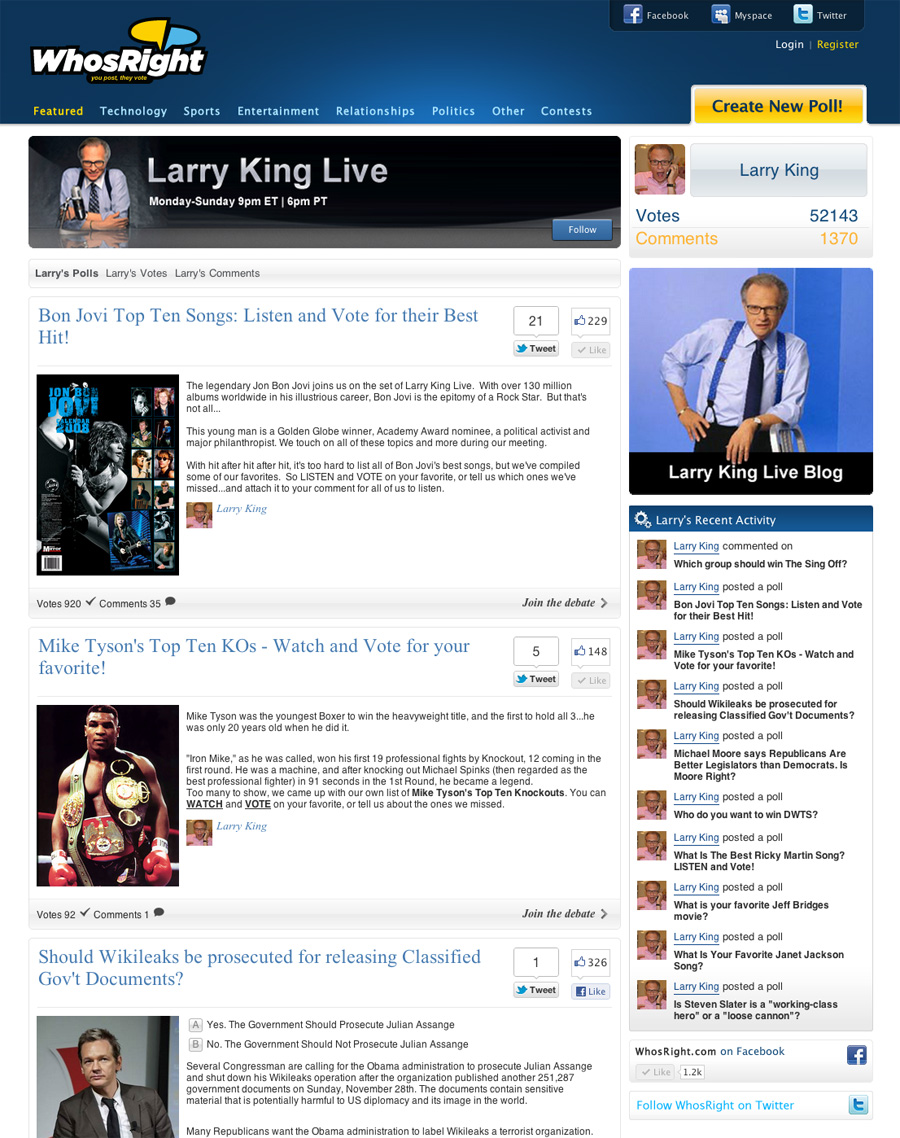 Facebook
Myspace
Twitter
Login | Register
WhosRight
you post, they vote
Featured Technology Sports Entertainment Relationships Politics Other Contests
Create New Poll!
Larry King Live
Monday-Sunday 9pm ET | 6pm PT
Follow
Larry's Polls Larry's Votes Larry's Comments
Bon Jovi Top Ten Songs: Listen and Vote for their Best
Hit!
21
229
Tweet
Like
JON BON
JOVI
CALENDAR
2008
Mirror
The legendary Jon Bon Jovi joins us on the set of Larry King Live. With over 130 million
albums worldwide in his illustrious career, Bon Jovi is the epitomy of a Rock Star. But that's
not all...
This young man is a Golden Globe winner, Academy Award nominee, a political activist and
major philanthropist. We touch on all of these topics and more during our meeting.
With hit after hit after hit, it's too hard to list all of Bon Jovi's best songs, but we've compiled
some of our favorites. So LISTEN and VOTE on your favorite, or tell us which ones we've
missed...and attach it to your comment for all of us to listen.
Larry King
Votes 920 Comments 35
Join the debate
Mike Tyson's Top Ten KOs - Watch and Vote for your
favorite!
5
148
Tweet
Like
Mike Tyson was the youngest Boxer to win the heavyweight title, and the first to hold all 3...he
was only 20 years old when he did it.
"Iron Mike," as he was called, won his first 19 professional fights by Knockout, 12 coming in the
first round. He was a machine, and after knocking out Michael Spinks (then regarded as the
best professional fighter) in 91 seconds in the 1st Round, he became a legend.
Too many to show, we came up with our own list of Mike Tyson's Top Ten Knockouts. You can
WATCH and VOTE on your favorite, or tell us about the ones we missed.
Larry King
Votes 92 Comments 1
Join the debate
Should Wikileaks be prosecuted for releasing Classified
Gov't Documents?
1
326
Tweet
Like
A Yes. The Government Should Prosecute Julian Assange
B No. The Government Should Not Prosecute Julian Assange
Several Congressman are calling for the Obama administration to prosecute Julian Assange
and shut down his Wikileaks operation after the organization published another 251,287
government documents on Sunday, November 28th. The documents contain sensitive
material that is potentially harmful to US diplomacy and its image in the world.
Many Republicans want the Obama administration to label Wikileaks a terrorist organization.
Larry King
Votes 52143
Comments 1370
Larry King Live Blog
Larry's Recent Activity
Larry King commented on
Which group should win The Sing Off?
Larry King posted a poll
Bon Jovi Top Ten Songs: Listen and Vote
for their Best Hit!
Larry King posted a poll
Mike Tyson's Top Ten KOs - Watch and
Vote for your favorite!
Larry King posted a poll
Should Wikileaks be prosecuted for
releasing Classified Gov't Documents?
Larry King posted a poll
Michael Moore says Republicans Are
Better Legislators than Democrats. Is
Moore Right?
Larry King posted a poll
Who do you want to win DWTS?
Larry King posted a poll
What Is The Best Ricky Martin Song?
LISTEN and Vote!
Larry King posted a poll
What is your favorite Jeff Bridges
movie?
Larry King posted a poll
What Is Your Favorite Janet Jackson
Song?
Larry King posted a poll
Is Steven Slater is a "working-class
hero" or a "loose cannon"?
WhosRight.com on Facebook
Like 1.2k
Follow WhosRight on Twitter